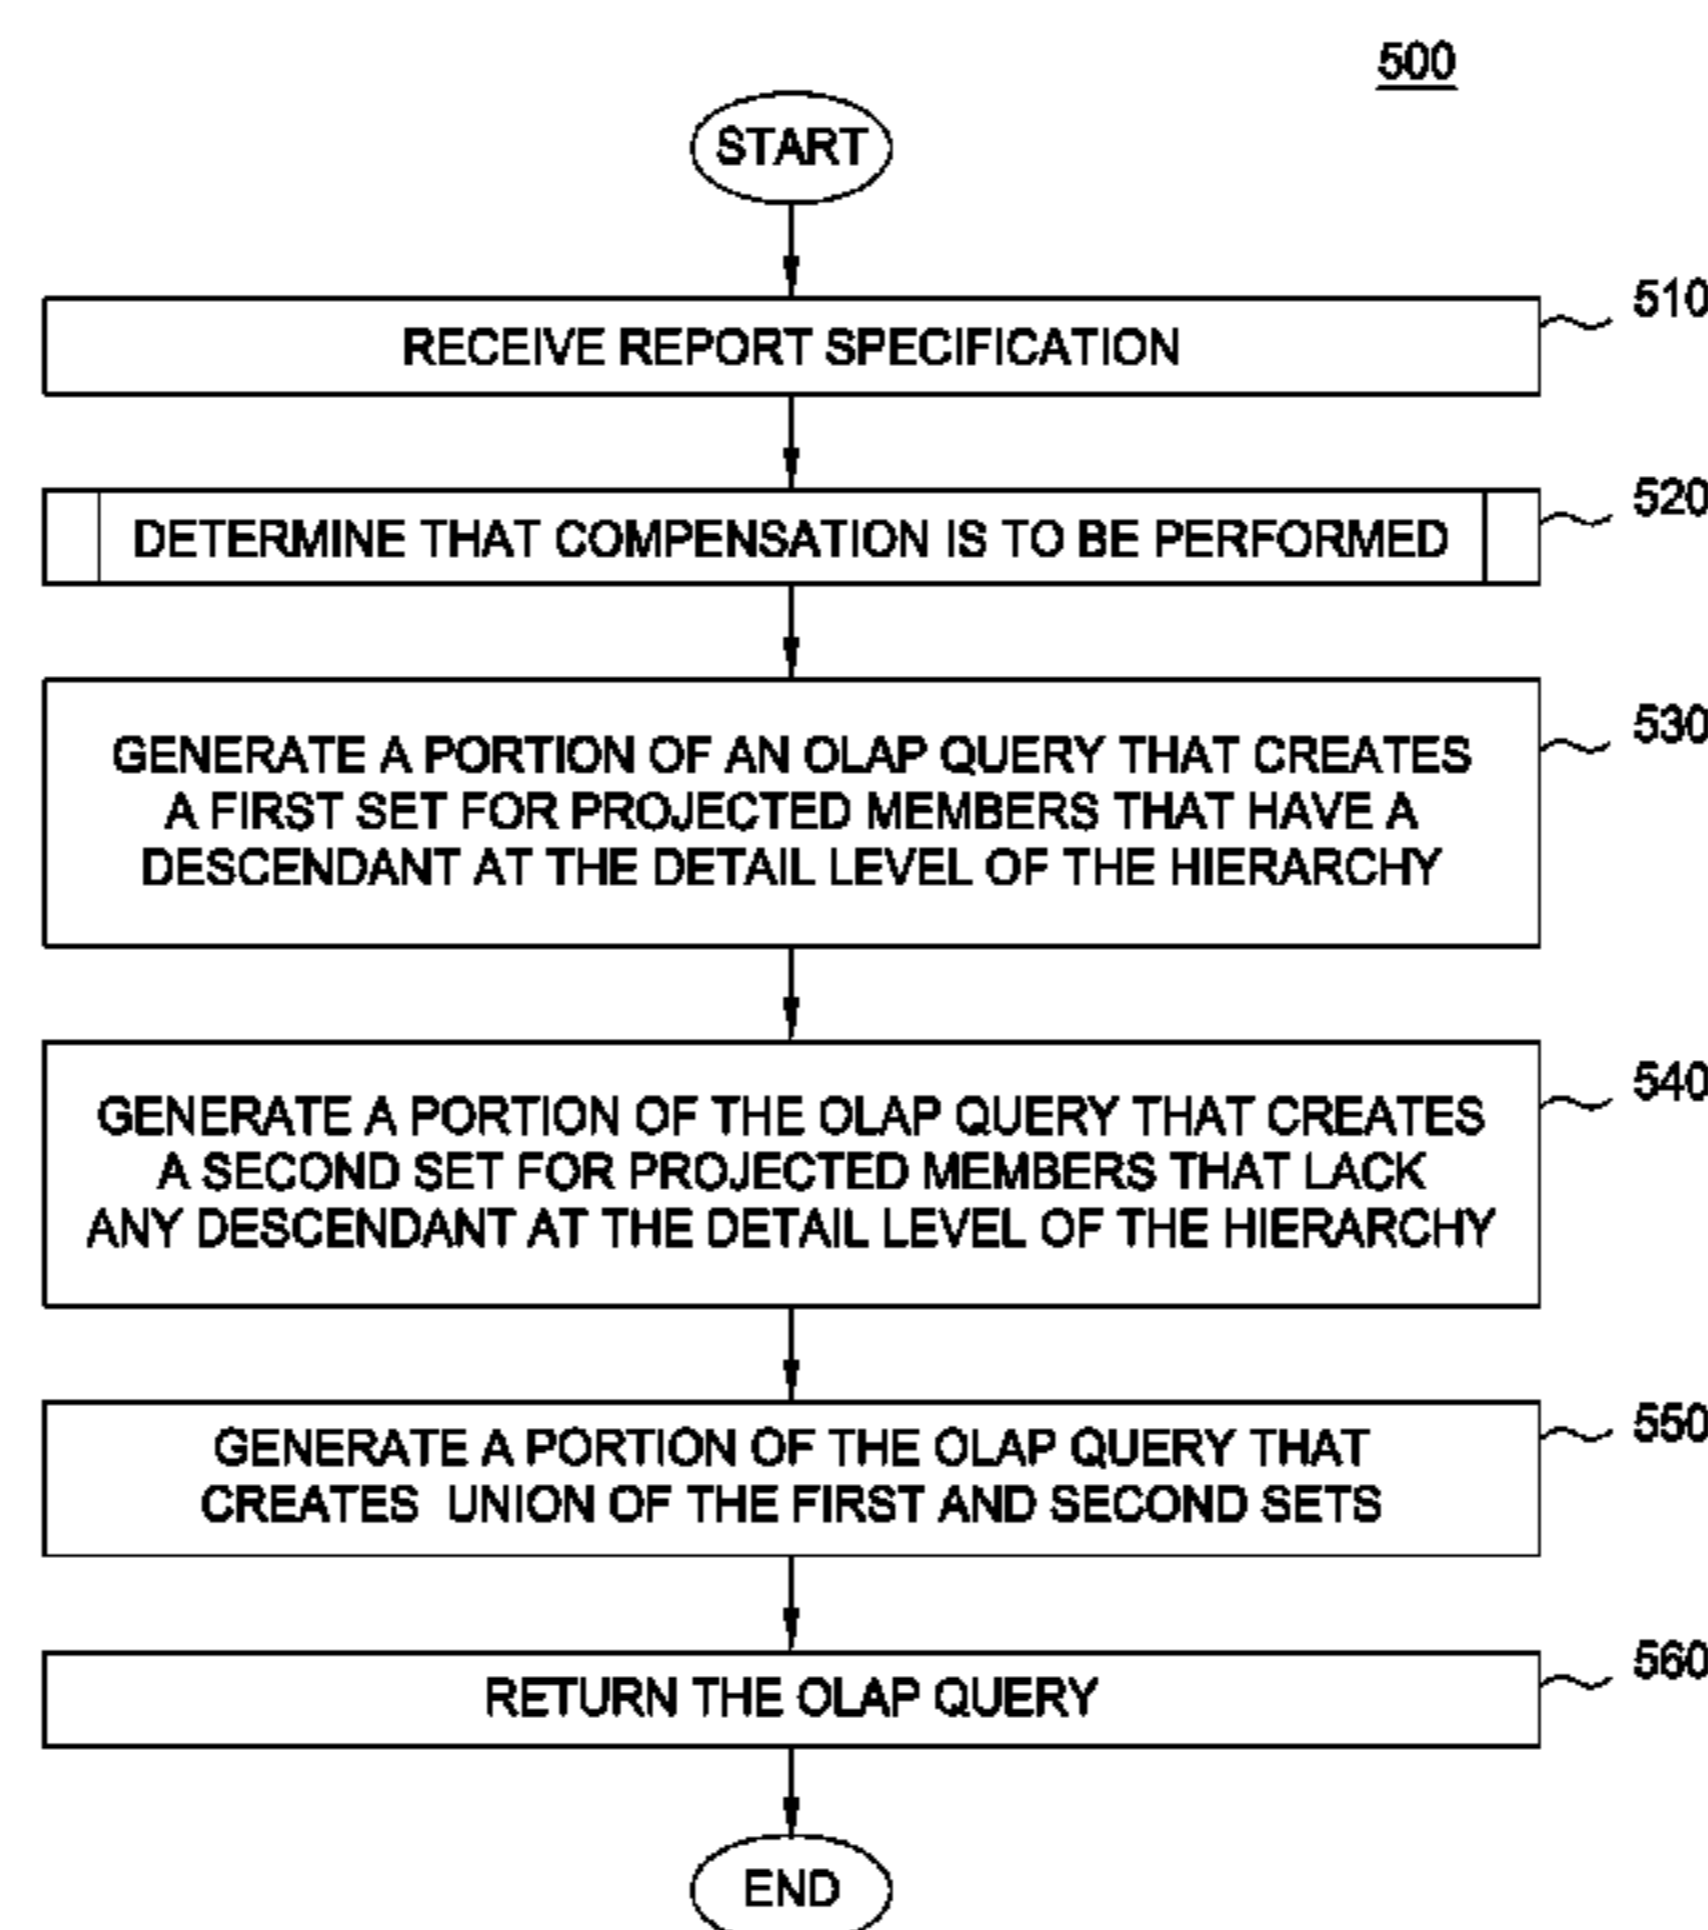 500
START
RECEIVE REPORT SPECIFICATION
510
DETERMINE THAT COMPENSATION IS TO BE PERFORMED
520
GENERATE A PORTION OF AN OLAP QUERY THAT CREATES
A FIRST SET FOR PROJECTED MEMBERS THAT HAVE A
DESCENDANT AT THE DETAIL LEVEL OF THE HIERARCHY
530
GENERATE A PORTION OF THE OLAP QUERY THAT CREATES
A SECOND SET FOR PROJECTED MEMBERS THAT LACK
ANY DESCENDANT AT THE DETAIL LEVEL OF THE HIERARCHY
540
GENERATE A PORTION OF THE OLAP QUERY THAT
CREATES UNION OF THE FIRST AND SECOND SETS
550
RETURN THE OLAP QUERY
560
END